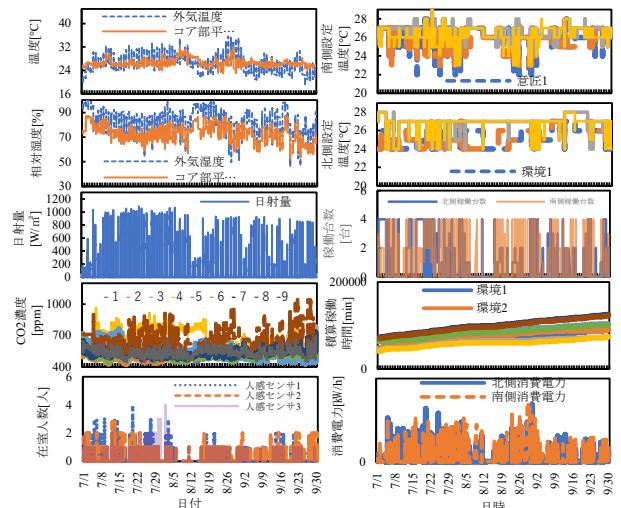 温度[℃]
46
36
26
16
外気温度
コア部平…
相対湿度[%]
90
70
50
30
外気湿度
コア部平…
日射量
[W/㎡]
1200
1000
800
600
400
200
0
日射量
CO2濃度
[ppm]
1000
700
400
- 1 - 2 - 3 - 4 - 5 - 6 - 7 - 8 - 9
在室人数[人]
6
4
2
0
人感センサ1
人感センサ2
人感センサ3
7/1
7/8
7/15
7/22
7/29
8/5
8/12
8/19
8/26
9/2
9/9
9/16
9/23
9/30
日付
南側設定
温度[℃]
28
26
24
22
20
意匠1
北側設定
温度[℃]
28
26
24
22
20
環境1
稼働台数
[台]
6
4
2
0
北側稼働台数
南側稼働台数
積算稼働
時間[min]
200000
0
環境1
環境2
消費電力[kW/h]
0
北側消費電力
南側消費電力
7/1
7/8
7/15
7/22
7/29
8/5
8/12
8/19
8/26
9/2
9/9
9/16
9/23
9/30
日時